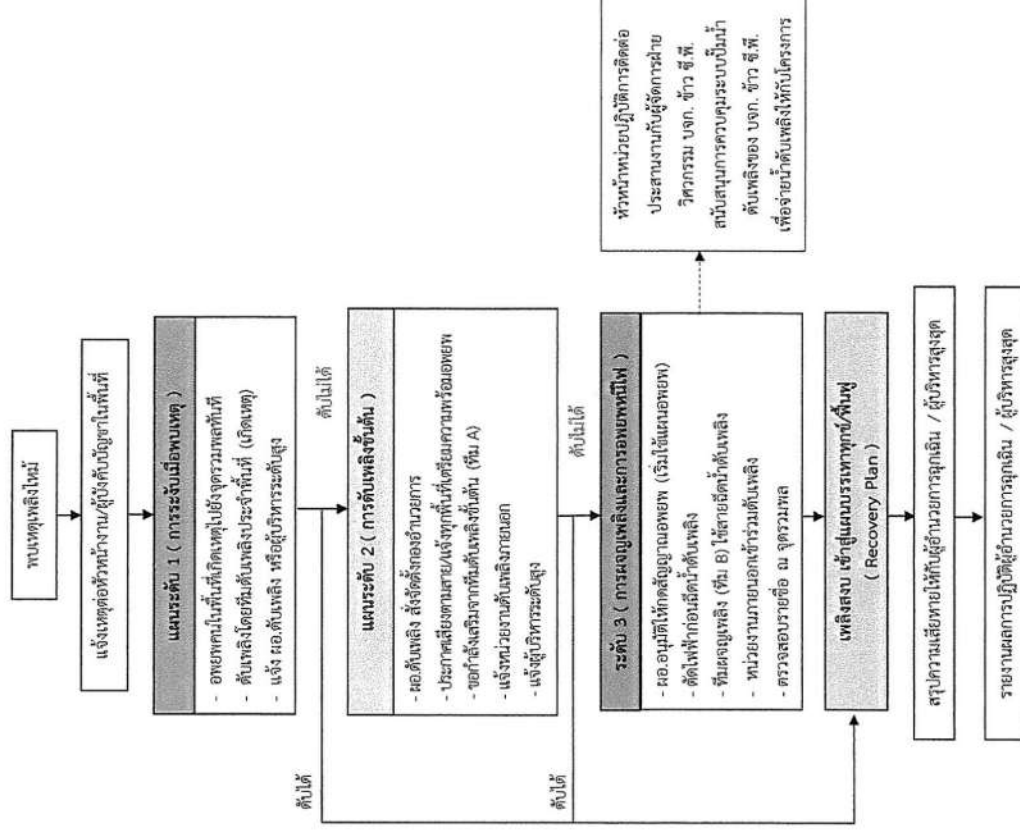 พบเหตุเพลิงไหม้
แจ้งเหตุต่อหัวหน้างาน/ผู้บังคับบัญชาในพื้นที่
แผนระดับ 1 ( การระงับเมื่อพบเหตุ )
- อพยพคนในพื้นที่เกิดเหตุไปยังจุดรวมพลทันที
- ดับเพลิงโดยทีมดับเพลิงประจำพื้นที่ (เกิดเหตุ)
- แจ้ง ผอ.ดับเพลิง หรือผู้บริหารระดับสูง
ดับได้
ดับไม่ได้
แผนระดับ 2 ( การดับเพลิงขั้นต้น )
- ผอ.ดับเพลิง สั่งจัดตั้งกองอำนวยการ
- ประกาศเสียงตามสาย/แจ้งทุกพื้นที่เตรียมความพร้อมอพยพ
- ขอกำลังเสริมจากทีมดับเพลิงขั้นต้น (ทีม A)
- แจ้งหน่วยงานดับเพลิงภายนอก
- แจ้งผู้บริหารระดับสูง
ดับได้
ดับไม่ได้
ระดับ 3 ( การผจญเพลิงและการอพยพหนีไฟ )
- ผอ.อนุมัติให้กดสัญญาณอพยพ (เริ่มใช้แผนอพยพ)
- ตัดไฟฟ้าก่อนฉีดน้ำดับเพลิง
- ทีมผจญเพลิง (ทีม B) ใช้สายฉีดน้ำดับเพลิง
- หน่วยงานภายนอกเข้าร่วมดับเพลิง
- ตรวจสอบรายชื่อ ณ จุดรวมพล
หัวหน้าหน่วยปฏิบัติการติดต่อ
ประสานงานกับผู้จัดการฝ่าย
วิศวกรรม บจก. ข้าว ซี.พี.
สนับสนุนการควบคุมระบบปั๊มน้ำ
ดับเพลิงของ บจก. ข้าว ซี.พี.
เพื่อจ่ายน้ำดับเพลิงให้กับโครงการ
เพลิงสงบ เข้าสู่แผนบรรเทาทุกข์/ฟื้นฟู
( Recovery Plan )
สรุปความเสียหายให้กับผู้อำนวยการฉุกเฉิน / ผู้บริหารสูงสุด
รายงานผลการปฏิบัติผู้อำนวยการฉุกเฉิน / ผู้บริหารสูงสุด